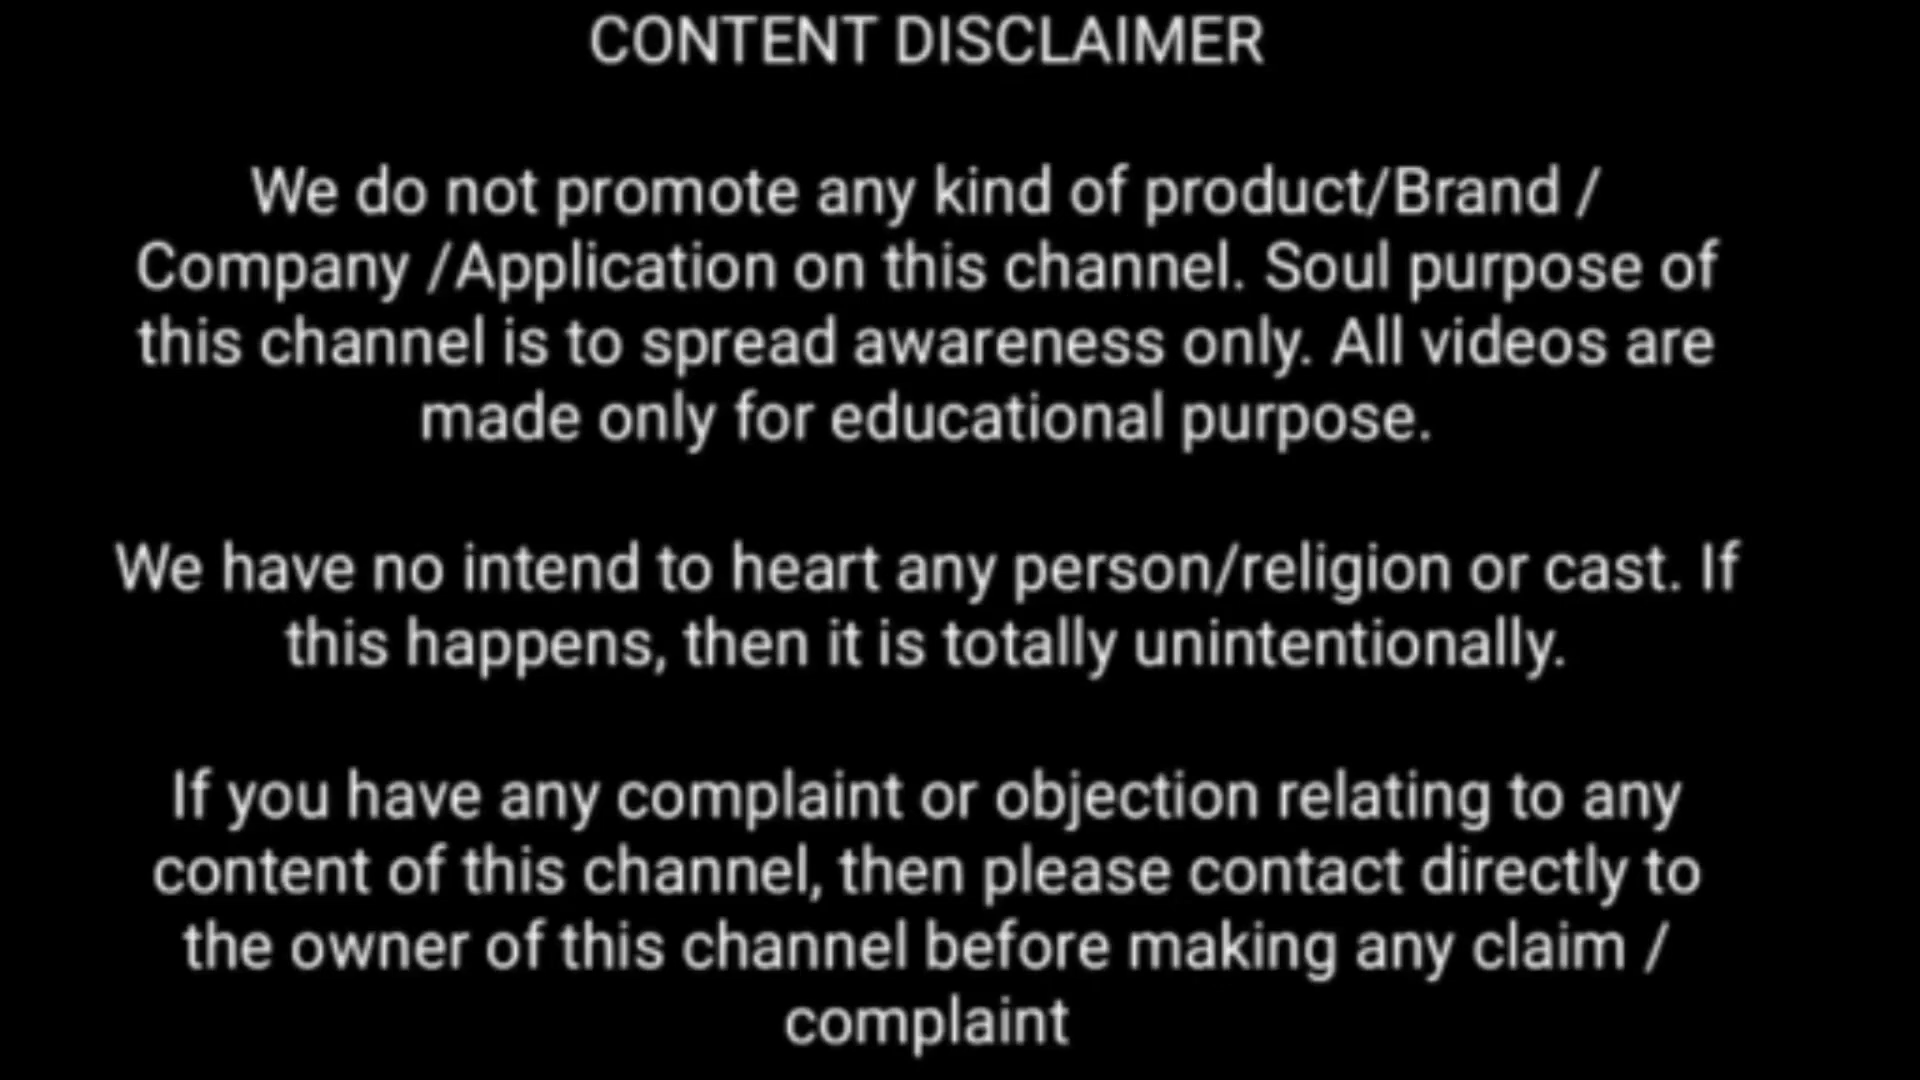 CONTENT DISCLAIMER
We do not promote any kind of product/Brand /
Company /Application on this channel. Soul purpose of
this channel is to spread awareness only. All videos are
made only for educational purpose.
We have no intend to heart any person/religion or cast. If
this happens, then it is totally unintentionally.
If you have any complaint or objection relating to any
content of this channel, then please contact directly to
the owner of this channel before making any claim /
complaint